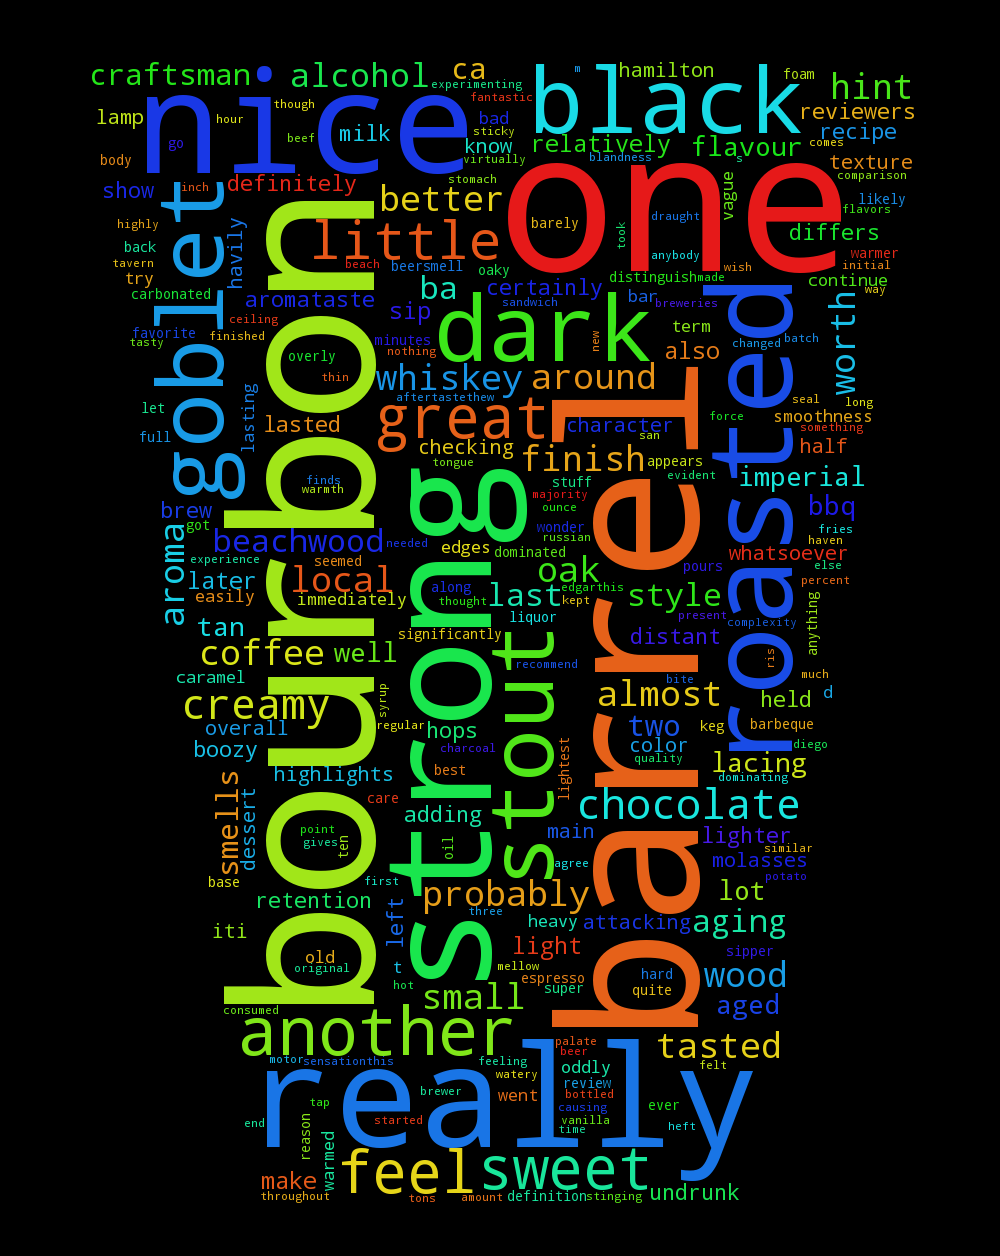 craftsman
alcohol
ca
experimenting
black
m
hamilton
foam
hint
fantastic
nice
though
lamp
hour
go
beef
milk
bad
sticky
know
virtually
relatively
blandness
flavour
s
reviewers
recipe
comes
texture
comparison
body
inch
show
definitely
stomach
better
one
barely
draught
vague
likely
flavors
highly
goblet
havily
little
took
anybody
differs
back
tavern
try
beach
beersmell
oaky
distinguish
made
wish
warmer
initial
continue
carbonated
aromataste
ba
certainly
sandwich
bar
breweries
way
worth
bourbon
sip
dark
new
term
roasted
changed
batch
favorite
tasty
ceiling
finished
overly
minutes
nothing
also
thin
whiskey
around
aftertastethew
let
full
lasting
lasted
great
character
san
force
seal
long
smoothness
something
half
checking
tongue
finish
appears
evident
imperial
finds
warmth
strong
stuff
majority
ounce
barrel
bbq
brew
got
beachwood
needed
edges
wonder
russian
dominated
fries
haven
whatsoever
else
aroma
experience
seemed
later
local
easily
immediately
along
thought
oak
edgarthis
kept
last
pours
style
percent
present
anything
tan
significantly
liquor
distant
complexity
coffee
well
stout
recommend
ris
much
bite
caramel
creamy
syrup
regular
almost
held
d
overall
hops
two
keg
barbeque
boozy
charcoal
color
quality
diego
lacing
dominating
smells
dessert
highlights
best
lightest
care
adding
chocolate
point
gives
ten
oil
main
lighter
similar
agree
molasses
potato
base
first
probably
lot
retention
left
three
heavy
attacking
aging
iti
old
original
t
hot
light
mellow
espresso
super
sipper
hard
quite
wood
consumed
small
aged
another
tasted
palate
beer
motor
sensationthis
feeling
watery
oddly
felt
really
brewer
went
review
bottled
causing
ever
tap
started
vanilla
time
heft
end
reason
warmed
feel
sweet
make
throughout
tons
amount
definition
stinging
undrunk